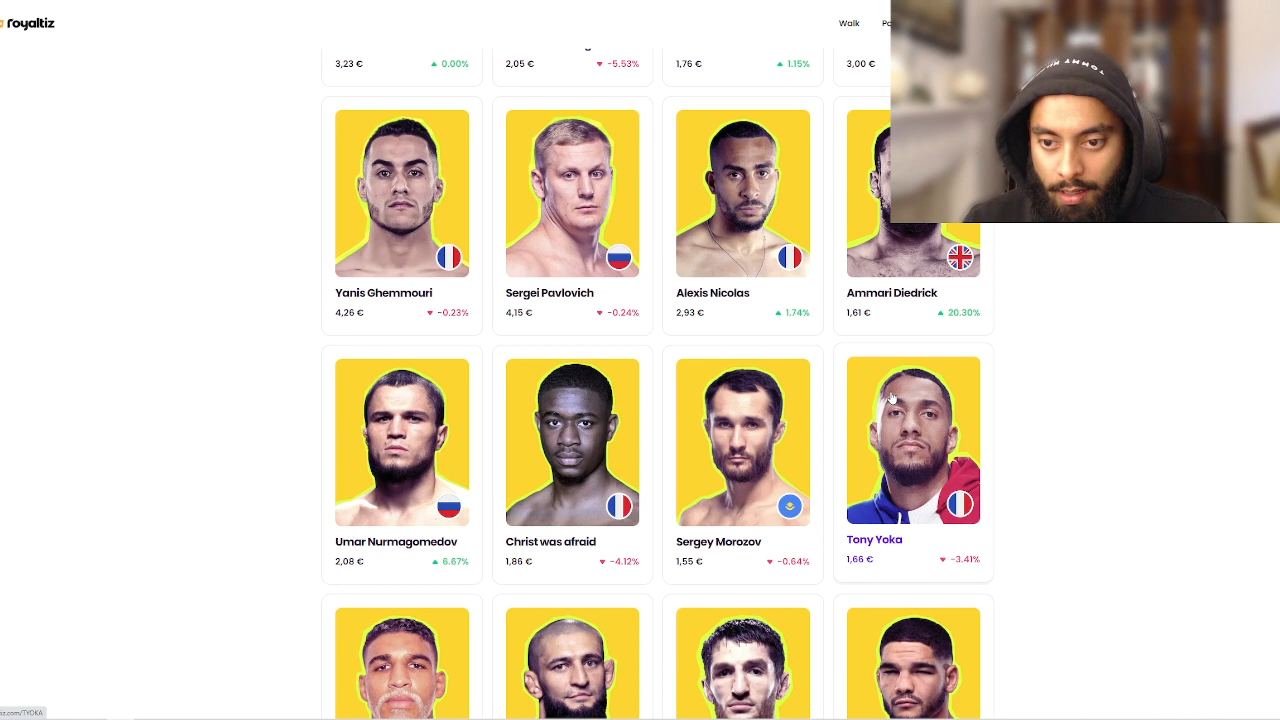 royaltiz
Walk
3,23 € ▲ 0.00%
2,05 € ▼ -5.53%
1,76 € ▲ 1.15%
3,00 €
Yanis Ghemmouri
4,26 € ▼ -0.23%
Sergei Pavlovich
4,15 € ▼ -0.24%
Alexis Nicolas
2,93 € ▲ 1.74%
Ammari Diedrick
1,61 € ▲ 20.30%
Umar Nurmagomedov
2,08 € ▲ 6.67%
Christ was afraid
1,86 € ▼ -4.12%
Sergey Morozov
1,55 € ▼ -0.64%
Tony Yoka
1,66 € ▼ -3.41%
iz.com/TYOKA